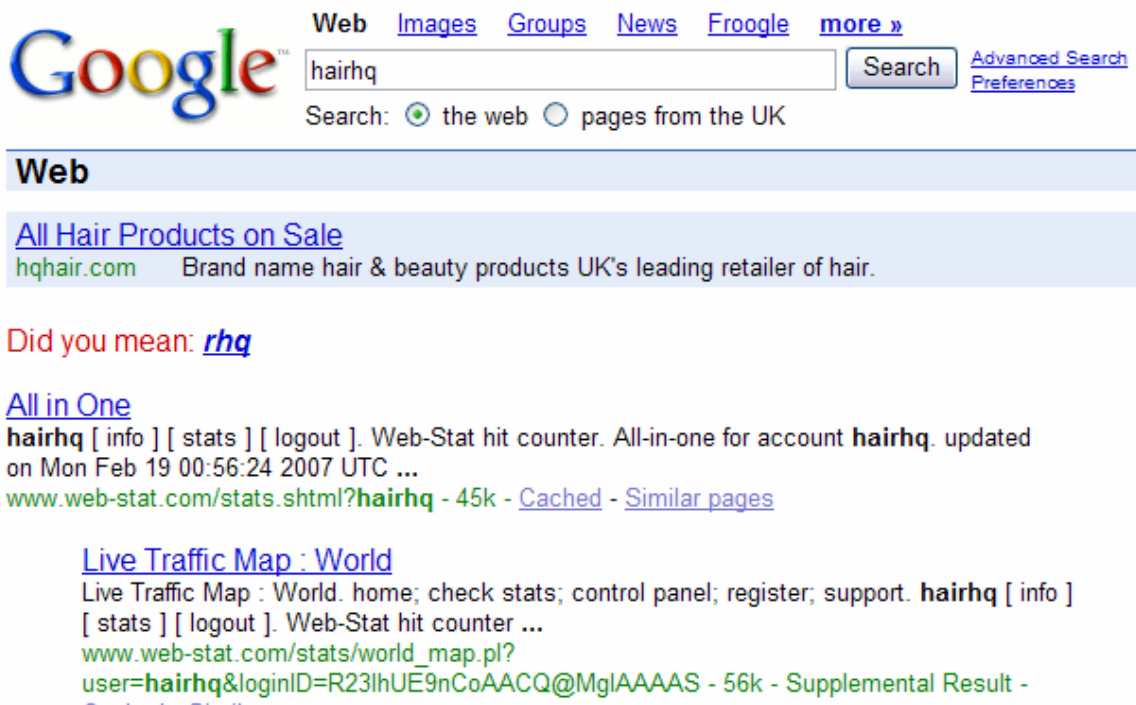 Google™
Web Images Groups News Froogle more »
hairhq Search Advanced Search
Preferences
Search: the web pages from the UK
Web
All Hair Products on Sale
hqhair.com Brand name hair & beauty products UK's leading retailer of hair.
Did you mean: rhq
All in One
hairhq [ info ] [ stats ] [ logout ]. Web-Stat hit counter. All-in-one for account hairhq. updated
on Mon Feb 19 00:56:24 2007 UTC ...
www.web-stat.com/stats.shtml?hairhq - 45k - Cached - Similar pages
Live Traffic Map : World
Live Traffic Map : World. home; check stats; control panel; register; support. hairhq [ info ]
[ stats ] [ logout ]. Web-Stat hit counter ...
www.web-stat.com/stats/world_map.pl?
user=hairhq&loginID=R23lhUE9nCoAACQ@MglAAAAS - 56k - Supplemental Result -